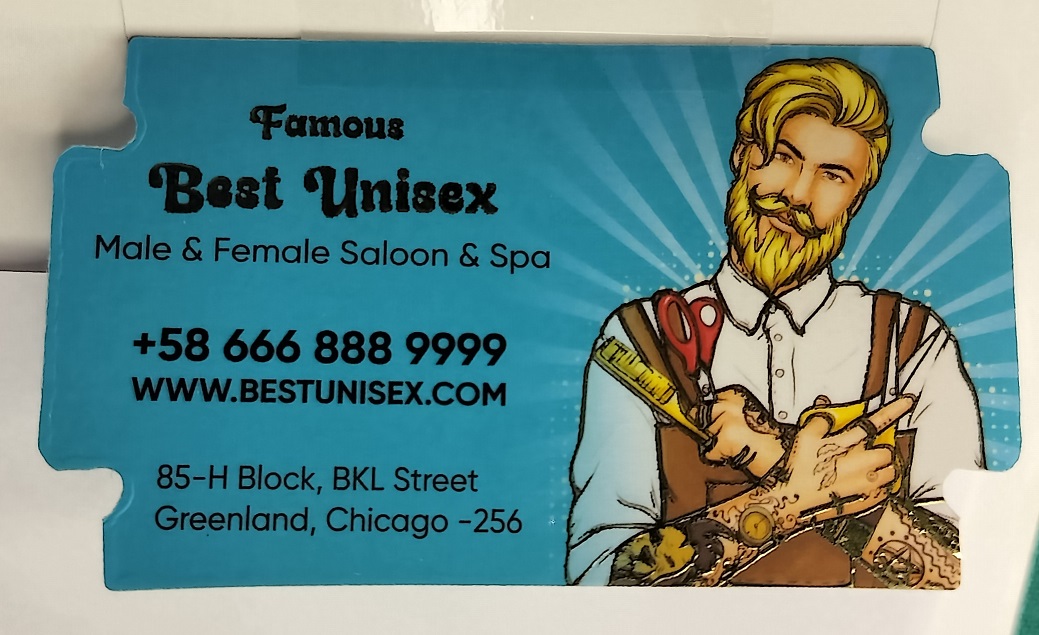 Famous
Best Unisex
Male & Female Saloon & Spa
+58 666 888 9999
WWW.BESTUNISEX.COM
85-H Block, BKL Street
Greenland, Chicago -256